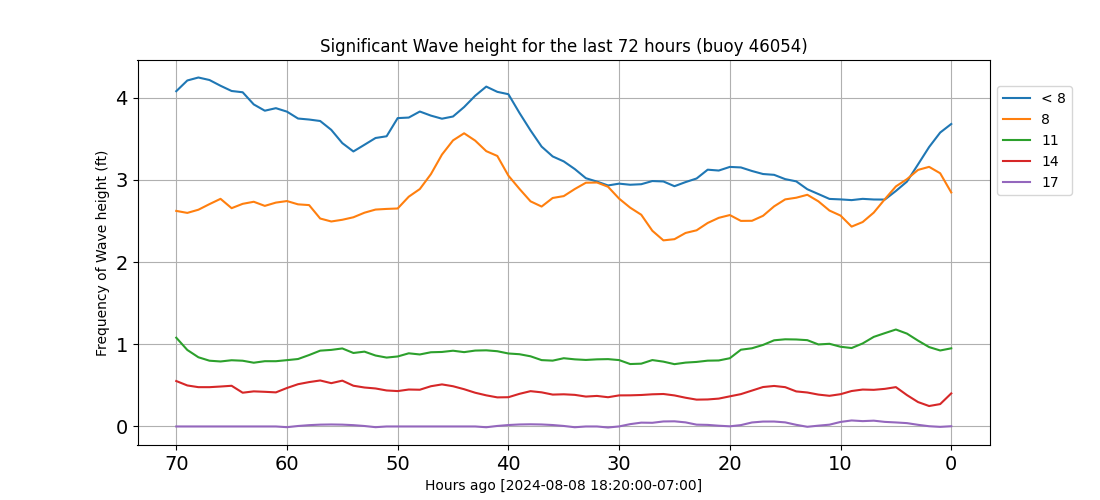 Significant Wave height for the last 72 hours (buoy 46054)
Frequency of Wave height (ft)
4
3
2
1
0
70 60 50 40 30 20 10 0
Hours ago [2024-08-08 18:20:00-07:00]
< 8
8
11
14
17